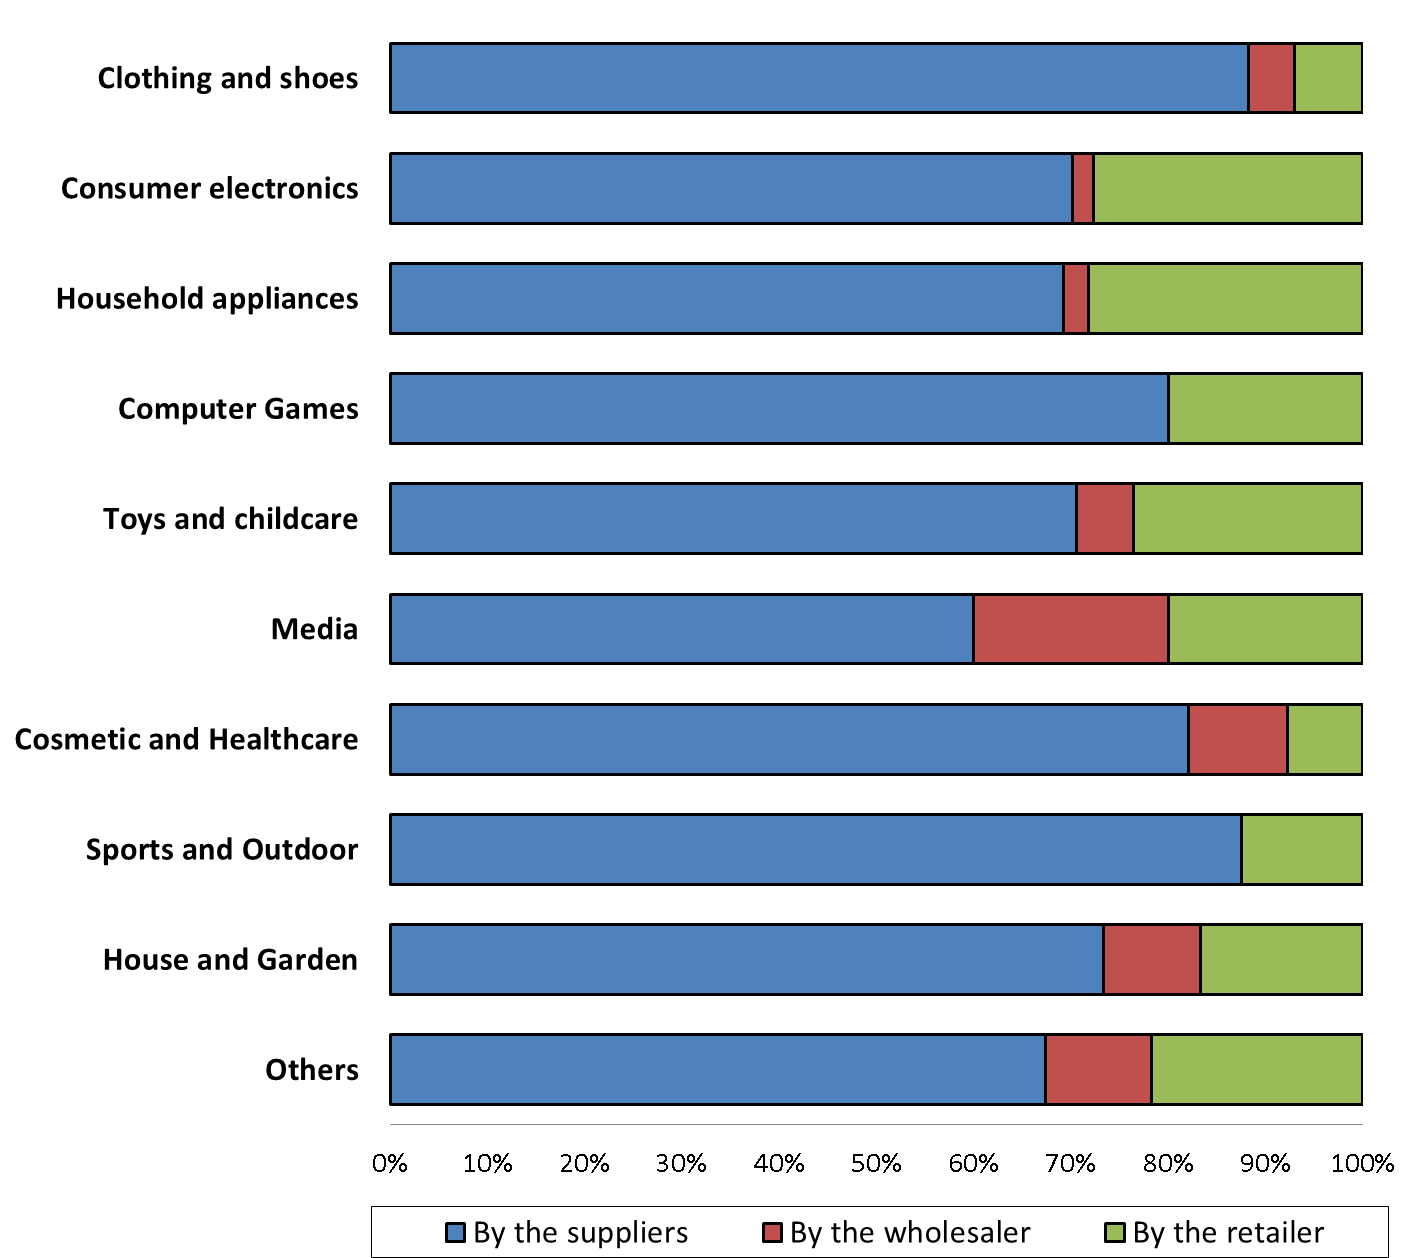 Clothing and shoes
Consumer electronics
Household appliances
Computer Games
Toys and childcare
Media
Cosmetic and Healthcare
Sports and Outdoor
House and Garden
Others
0% 10% 20% 30% 40% 50% 60% 70% 80% 90% 100%
By the suppliers By the wholesaler By the retailer